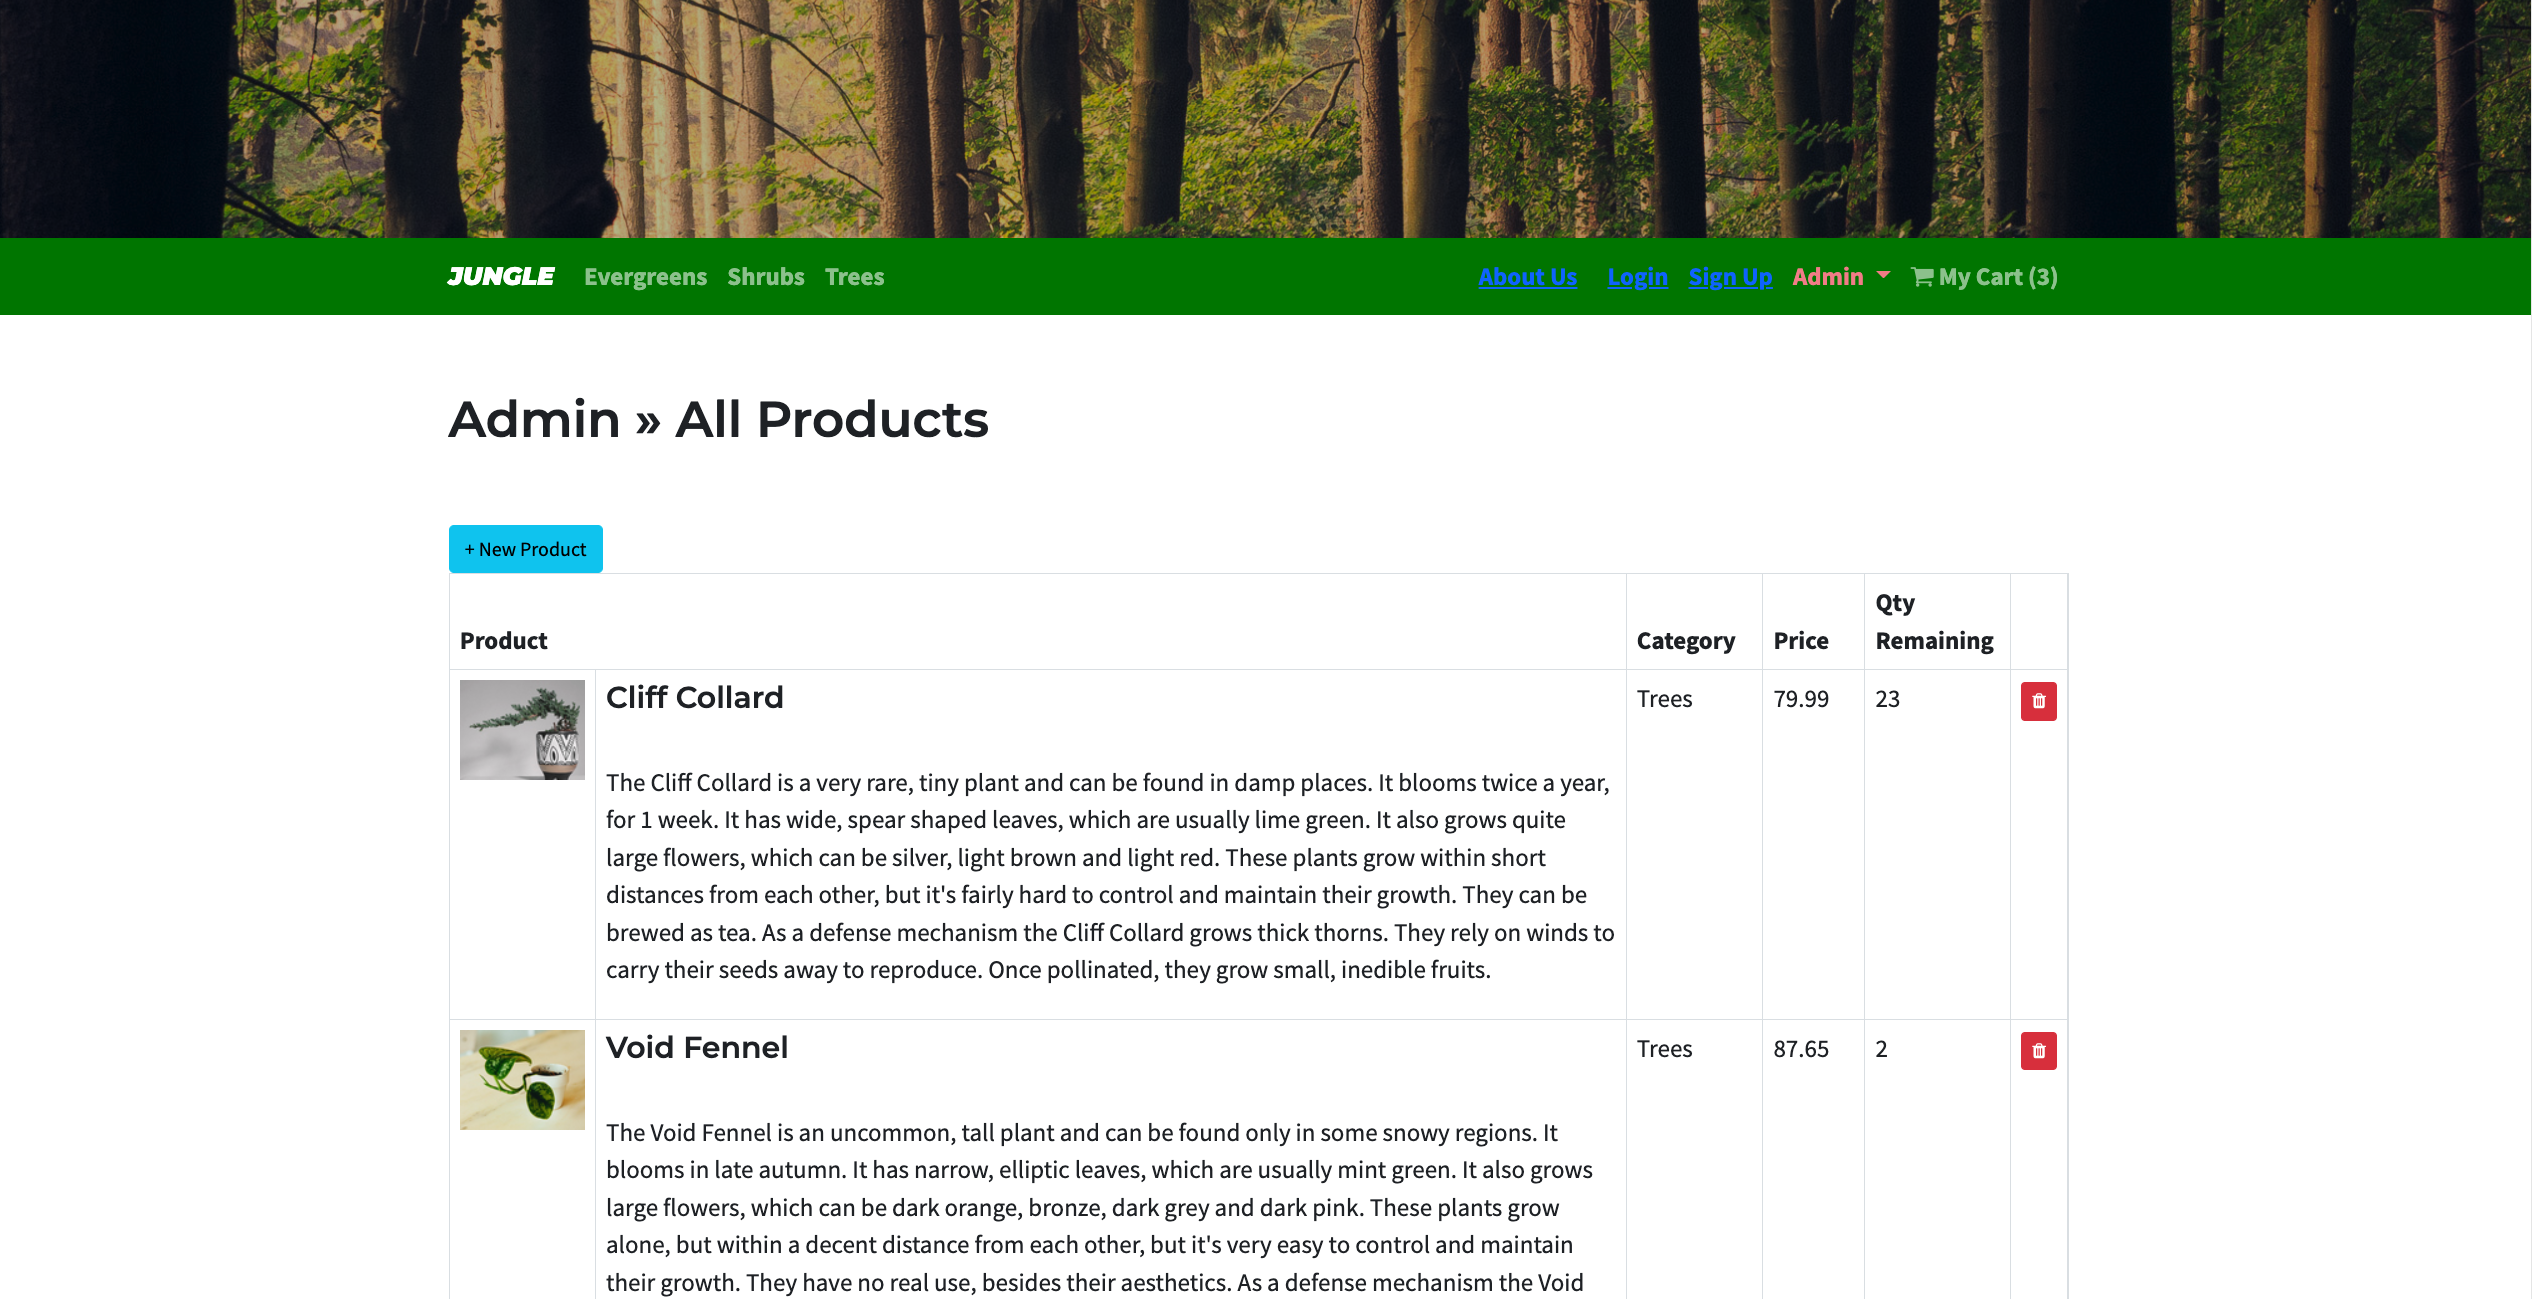 JUNGLE Evergreens Shrubs Trees About Us Login Sign Up Admin My Cart (3)
Admin » All Products
+ New Product
Product Category Price Qty Remaining
Cliff Collard Trees 79.99 23
The Cliff Collard is a very rare, tiny plant and can be found in damp places. It blooms twice a year,
for 1 week. It has wide, spear shaped leaves, which are usually lime green. It also grows quite
large flowers, which can be silver, light brown and light red. These plants grow within short
distances from each other, but it's fairly hard to control and maintain their growth. They can be
brewed as tea. As a defense mechanism the Cliff Collard grows thick thorns. They rely on winds to
carry their seeds away to reproduce. Once pollinated, they grow small, inedible fruits.
Void Fennel Trees 87.65 2
The Void Fennel is an uncommon, tall plant and can be found only in some snowy regions. It
blooms in late autumn. It has narrow, elliptic leaves, which are usually mint green. It also grows
large flowers, which can be dark orange, bronze, dark grey and dark pink. These plants grow
alone, but within a decent distance from each other, but it's very easy to control and maintain
their growth. They have no real use, besides their aesthetics. As a defense mechanism the Void